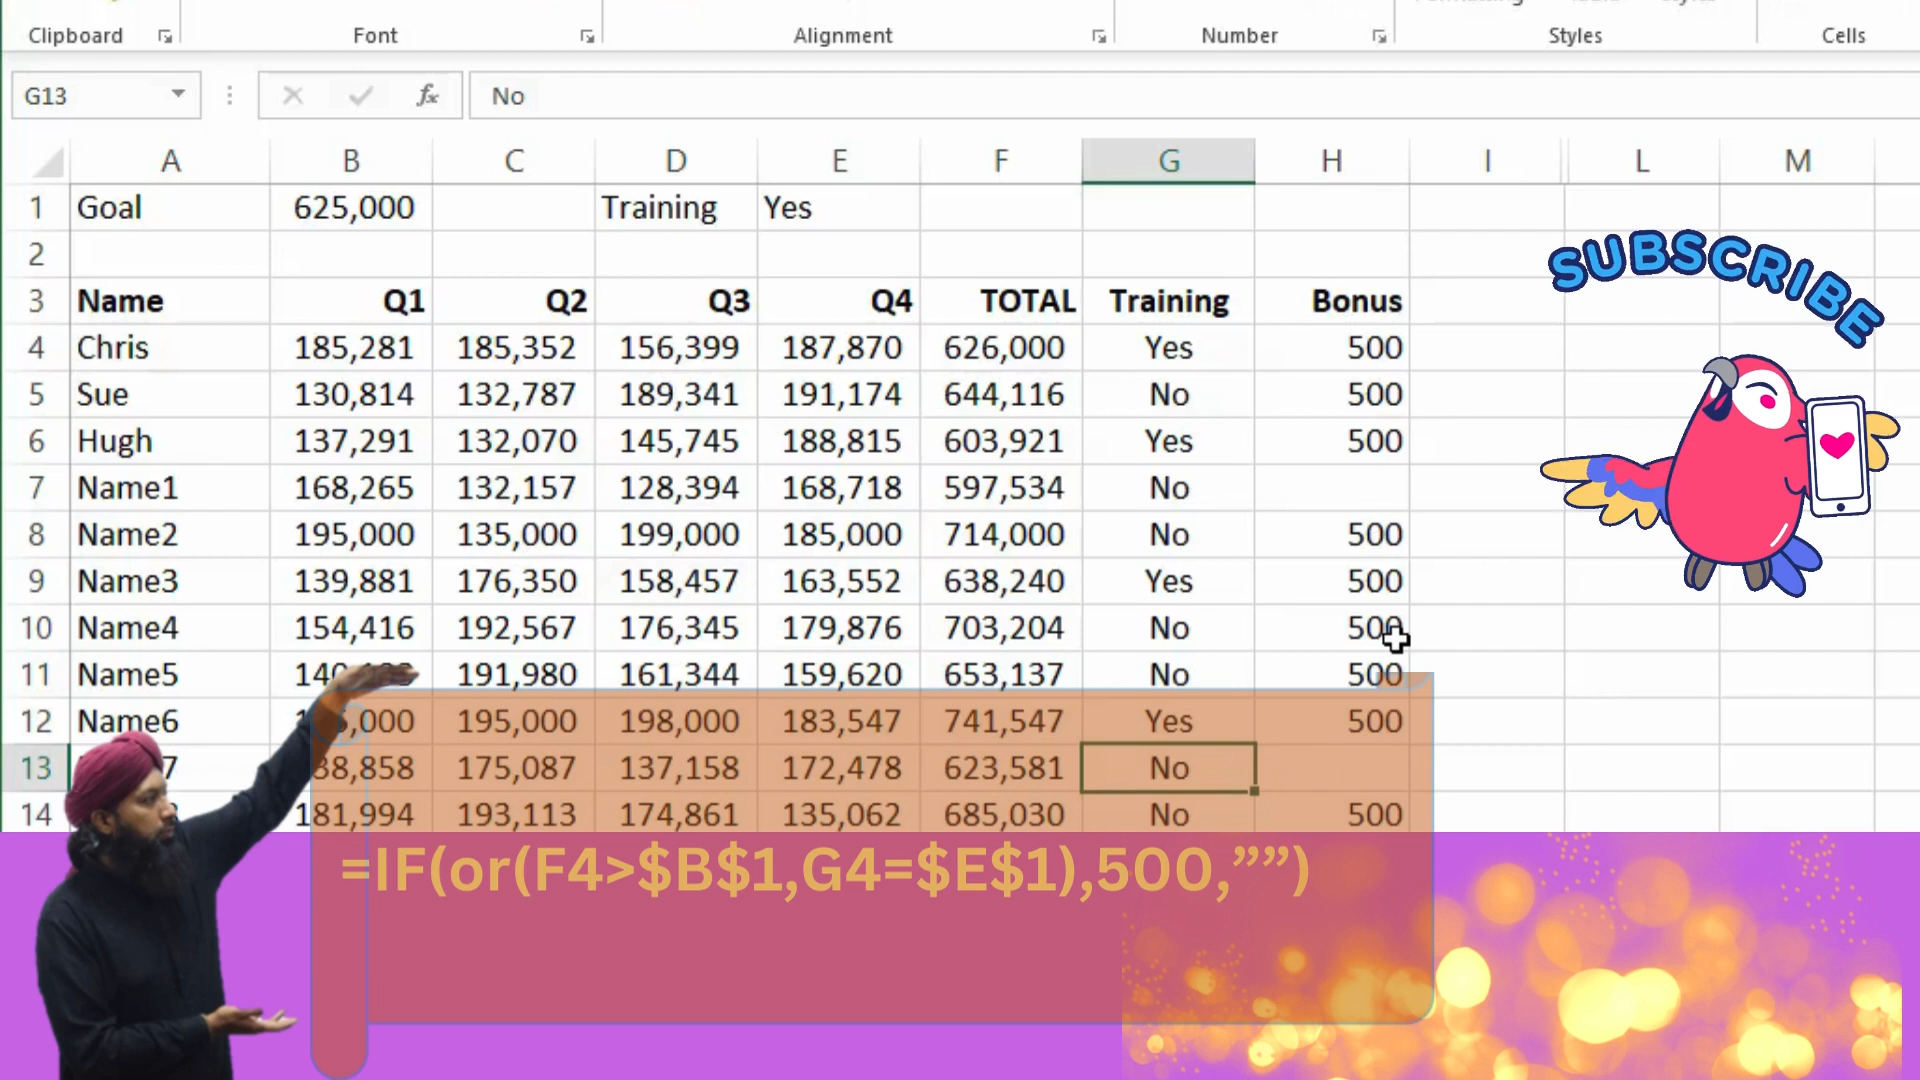 Clipboard Font Alignment Number Styles Cells
G13 fx No
A B C D E F G H I L M
1 Goal 625,000 Training Yes
2
3 Name Q1 Q2 Q3 Q4 TOTAL Training Bonus
4 Chris 185,281 185,352 156,399 187,870 626,000 Yes 500
5 Sue 130,814 132,787 189,341 191,174 644,116 No 500
6 Hugh 137,291 132,070 145,745 188,815 603,921 Yes 500
7 Name1 168,265 132,157 128,394 168,718 597,534 No
8 Name2 195,000 135,000 199,000 185,000 714,000 No 500
9 Name3 139,881 176,350 158,457 163,552 638,240 Yes 500
10 Name4 154,416 192,567 176,345 179,876 703,204 No 500
11 Name5 191,980 161,344 159,620 653,137 No 500
12 Name6 195,000 198,000 183,547 741,547 Yes 500
13 175,087 137,158 172,478 623,581 No
14 181,994 193,113 174,861 135,062 685,030 No 500
SUBSCRIBE
=IF(or(F4>$B$1,G4=$E$1),500,””)